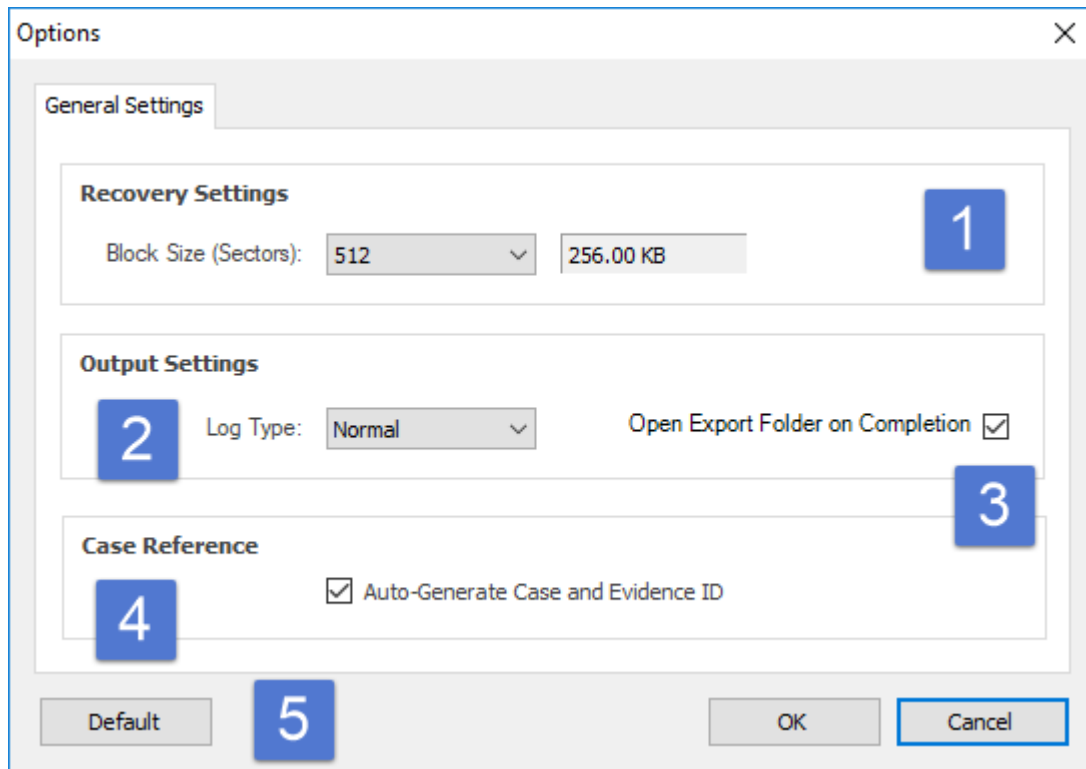 Options
General Settings
Recovery Settings
1
Block Size (Sectors): 512 256.00 KB
Output Settings
2 Log Type: Normal Open Export Folder on Completion
3
Case Reference
4 Auto-Generate Case and Evidence ID
Default 5 OK Cancel